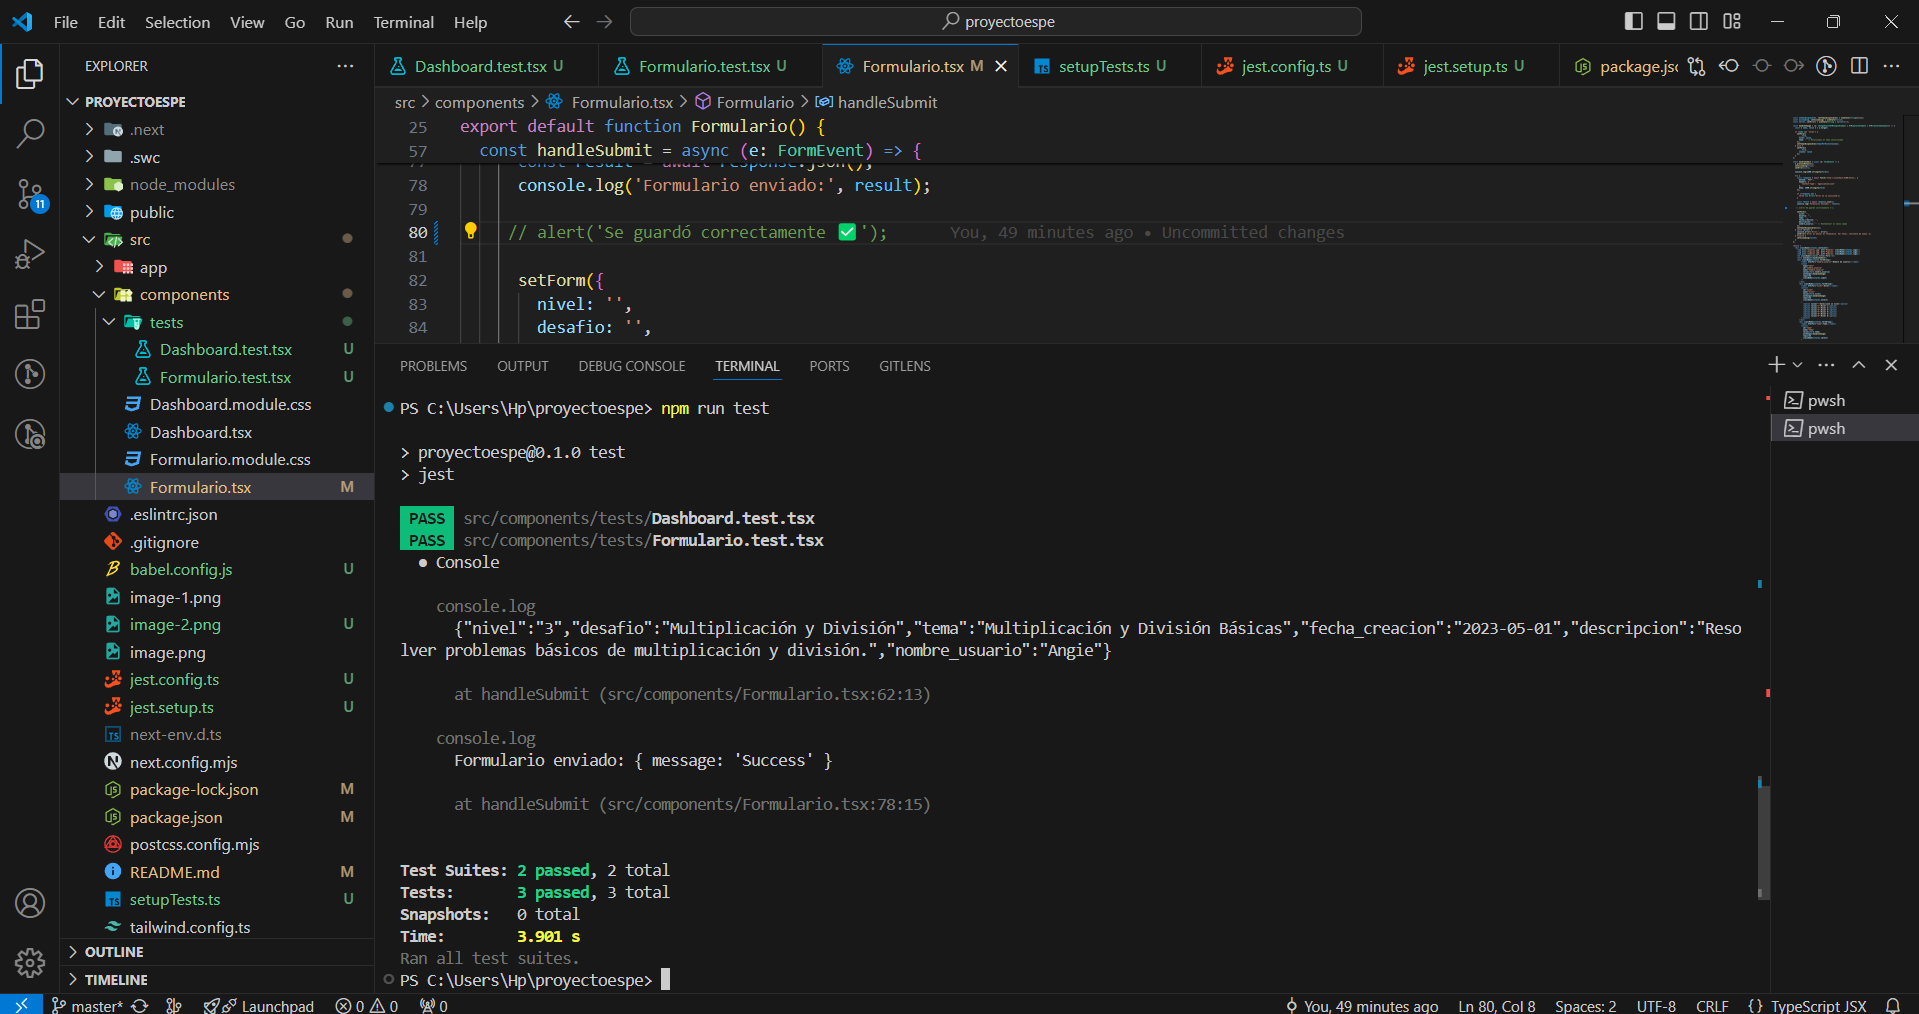 File Edit Selection View Go Run Terminal Help
proyectoespe
EXPLORER
PROYECTOESPE
.next
.swc
node_modules
public
src
app
components
tests
Dashboard.test.tsx U
Formulario.test.tsx U
Dashboard.module.css
Dashboard.tsx
Formulario.module.css
Formulario.tsx M
.eslintrc.json
.gitignore
babel.config.js U
image-1.png
image-2.png U
image.png
jest.config.ts U
jest.setup.ts U
next-env.d.ts
next.config.mjs
package-lock.json M
package.json M
postcss.config.mjs
README.md M
setupTests.ts U
tailwind.config.ts
OUTLINE
TIMELINE
11
Dashboard.test.tsx U Formulario.test.tsx U Formulario.tsx M setupTests.ts U jest.config.ts U jest.setup.ts U package.jsc
src > components > Formulario.tsx > Formulario > handleSubmit
25 export default function Formulario() {
57 const handleSubmit = async (e: FormEvent) => {
const result = await response.json();
78 console.log('Formulario enviado:', result);
79
80 // alert('Se guardó correctamente ✅'); You, 49 minutes ago • Uncommitted changes
81
82 setForm({
83 nivel: '',
84 desafio: '',
PROBLEMS OUTPUT DEBUG CONSOLE TERMINAL PORTS GITLENS
pwsh
pwsh
PS C:\Users\Hp\proyectoespe> npm run test
> proyectoespe@0.1.0 test
> jest
PASS src/components/tests/Dashboard.test.tsx
PASS src/components/tests/Formulario.test.tsx
● Console
console.log
{"nivel":"3","desafio":"Multiplicación y División","tema":"Multiplicación y División Básicas","fecha_creacion":"2023-05-01","descripcion":"Reso
lver problemas básicos de multiplicación y división.","nombre_usuario":"Angie"}
at handleSubmit (src/components/Formulario.tsx:62:13)
console.log
Formulario enviado: { message: 'Success' }
at handleSubmit (src/components/Formulario.tsx:78:15)
Test Suites: 2 passed, 2 total
Tests: 3 passed, 3 total
Snapshots: 0 total
Time: 3.901 s
Ran all test suites.
PS C:\Users\Hp\proyectoespe>
master* Launchpad 0 0 0 You, 49 minutes ago Ln 80, Col 8 Spaces: 2 UTF-8 CRLF {} TypeScript JSX